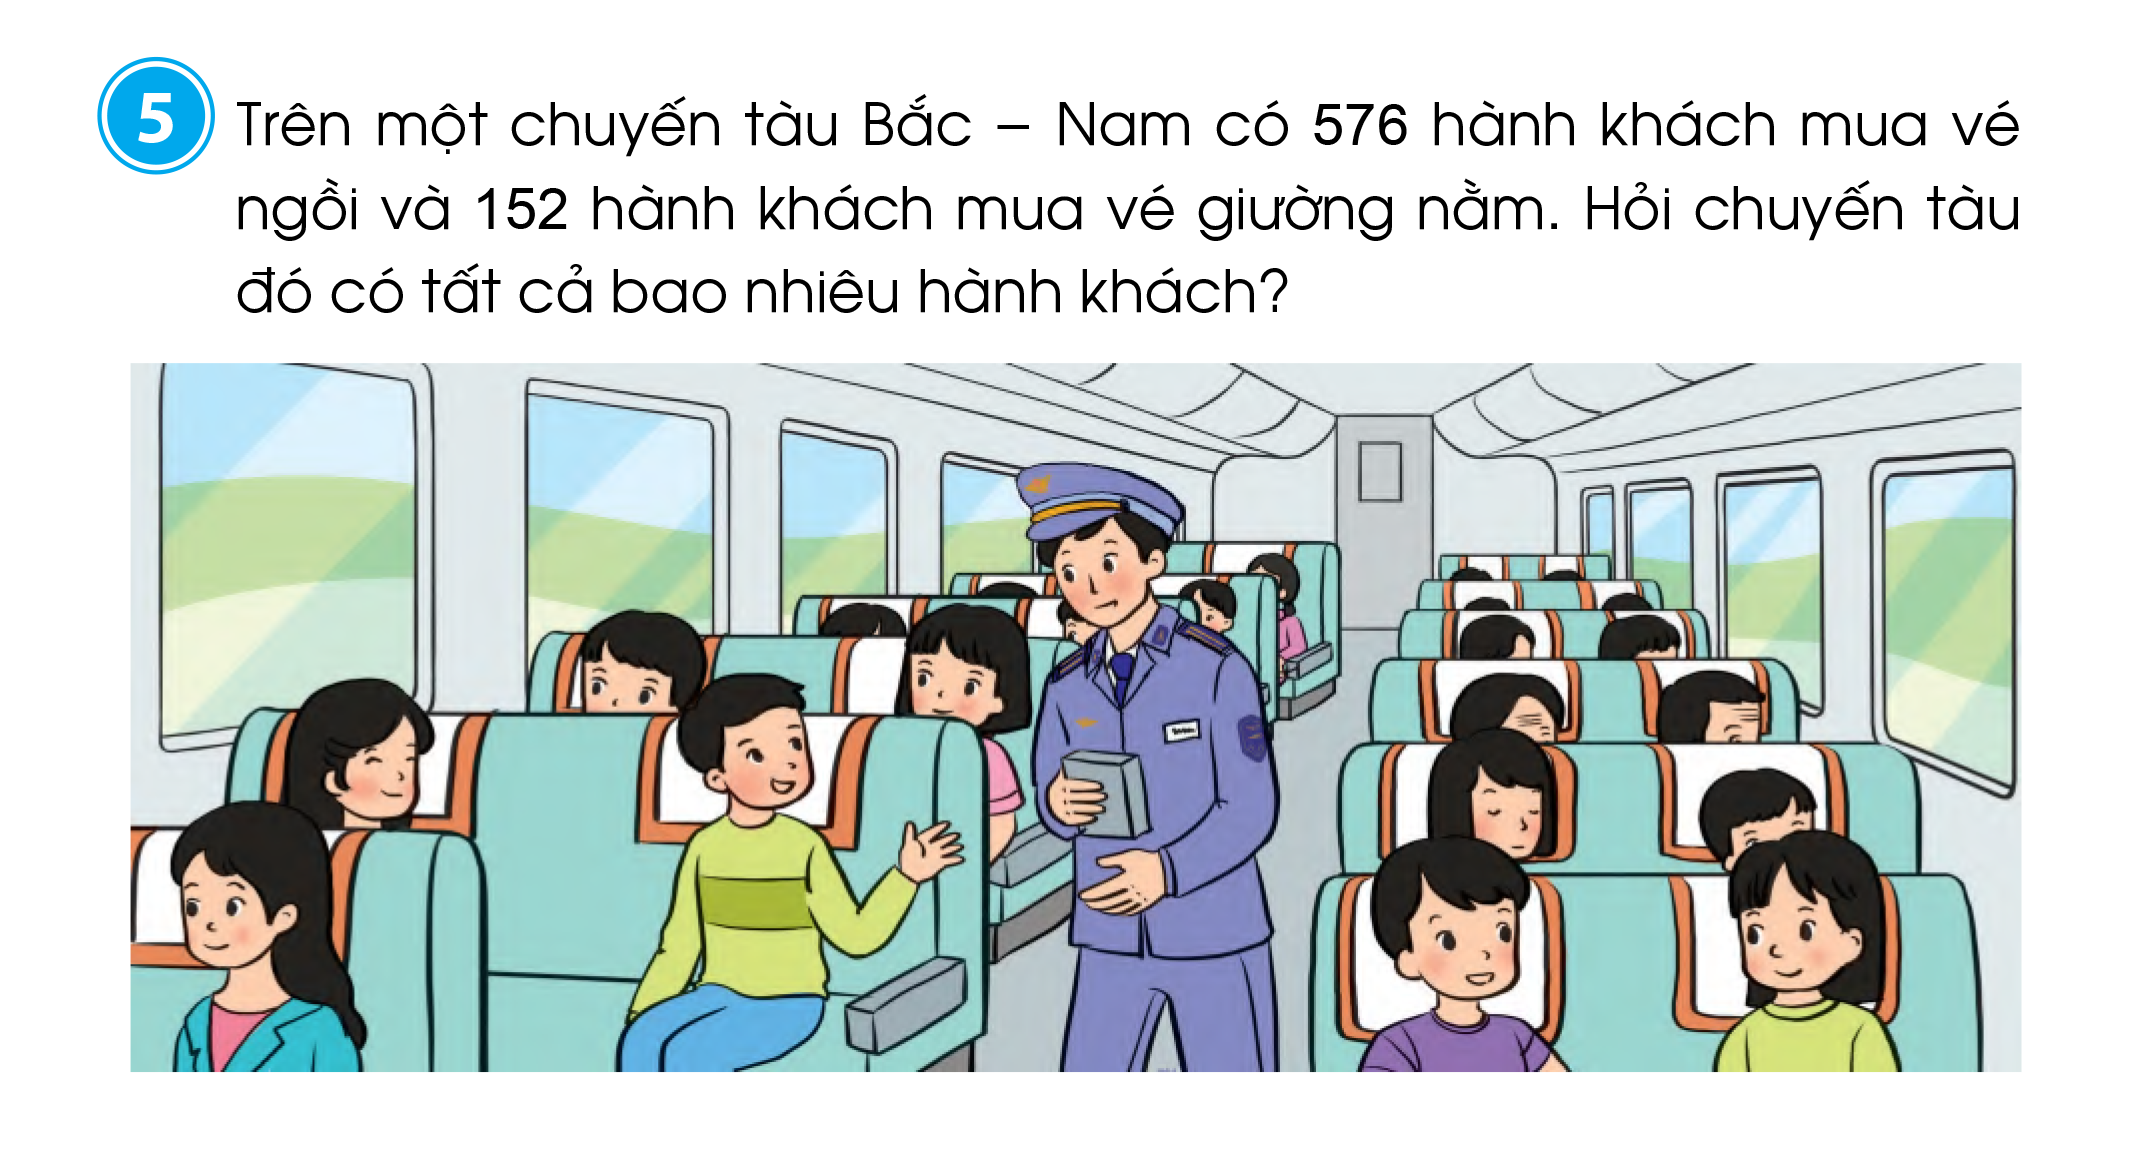 5 Trên một chuyến tàu Bắc – Nam có 576 hành khách mua vé
ngồi và 152 hành khách mua vé giường nằm. Hỏi chuyến tàu
đó có tất cả bao nhiêu hành khách?